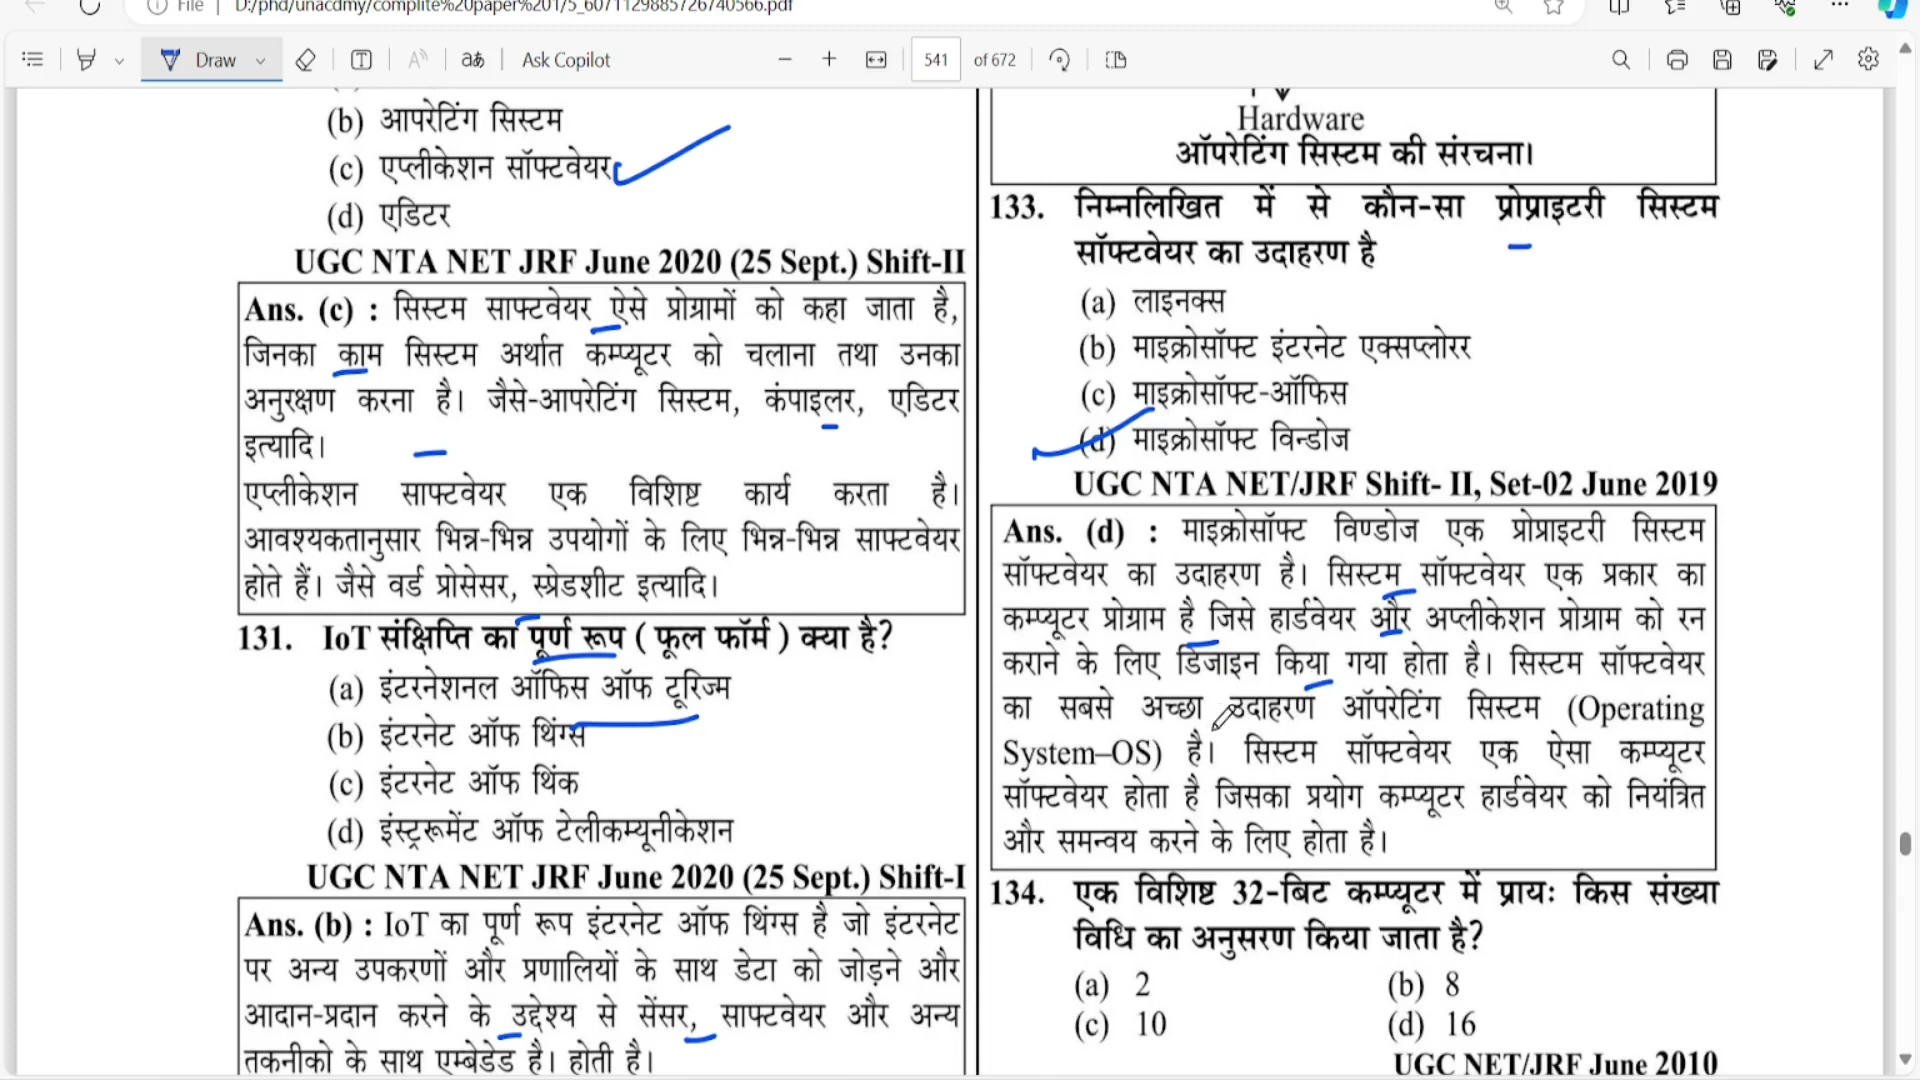 File
D:/phd/unacdmy/complite%20paper%201/5_6071129885726740566.pdf
Draw
Ask Copilot
541 of 672
(b) आपरेटिंग सिस्टम
(c) एप्लीकेशन सॉफ्टवेयर
(d) एडिटर
UGC NTA NET JRF June 2020 (25 Sept.) Shift-II
Ans. (c) : सिस्टम साफ्टवेयर ऐसे प्रोग्रामों को कहा जाता है,
जिनका काम सिस्टम अर्थात कम्प्यूटर को चलाना तथा उनका
अनुरक्षण करना है। जैसे-आपरेटिंग सिस्टम, कंपाइलर, एडिटर
इत्यादि।
एप्लीकेशन साफ्टवेयर एक विशिष्ट कार्य करता है।
आवश्यकतानुसार भिन्न-भिन्न उपयोगों के लिए भिन्न-भिन्न साफ्टवेयर
होते हैं। जैसे वर्ड प्रोसेसर, स्प्रेडशीट इत्यादि।
131. IoT संक्षिप्ति का पूर्ण रूप ( फूल फॉर्म ) क्या है?
(a) इंटरनेशनल ऑफिस ऑफ टूरिज्म
(b) इंटरनेट ऑफ थिंग्स
(c) इंटरनेट ऑफ थिंक
(d) इंस्ट्रूमेंट ऑफ टेलीकम्यूनीकेशन
UGC NTA NET JRF June 2020 (25 Sept.) Shift-I
Ans. (b) : IoT का पूर्ण रूप इंटरनेट ऑफ थिंग्स है जो इंटरनेट
पर अन्य उपकरणों और प्रणालियों के साथ डेटा को जोड़ने और
आदान-प्रदान करने के उद्देश्य से सेंसर, साफ्टवेयर और अन्य
तकनीको के साथ एम्बेडेड है। होती है।
Hardware
ऑपरेटिंग सिस्टम की संरचना।
133. निम्नलिखित में से कौन-सा प्रोप्राइटरी सिस्टम
सॉफ्टवेयर का उदाहरण है
(a) लाइनक्स
(b) माइक्रोसॉफ्ट इंटरनेट एक्सप्लोरर
(c) माइक्रोसॉफ्ट-ऑफिस
(d) माइक्रोसॉफ्ट विन्डोज
UGC NTA NET/JRF Shift- II, Set-02 June 2019
Ans. (d) : माइक्रोसॉफ्ट विण्डोज एक प्रोप्राइटरी सिस्टम
सॉफ्टवेयर का उदाहरण है। सिस्टम सॉफ्टवेयर एक प्रकार का
कम्प्यूटर प्रोग्राम है जिसे हार्डवेयर और अप्लीकेशन प्रोग्राम को रन
कराने के लिए डिजाइन किया गया होता है। सिस्टम सॉफ्टवेयर
का सबसे अच्छा उदाहरण ऑपरेटिंग सिस्टम (Operating
System–OS) है। सिस्टम सॉफ्टवेयर एक ऐसा कम्प्यूटर
सॉफ्टवेयर होता है जिसका प्रयोग कम्प्यूटर हार्डवेयर को नियंत्रित
और समन्वय करने के लिए होता है।
134. एक विशिष्ट 32-बिट कम्प्यूटर में प्रायः किस संख्या
विधि का अनुसरण किया जाता है?
(a) 2 (b) 8
(c) 10 (d) 16
UGC NET/JRF June 2010